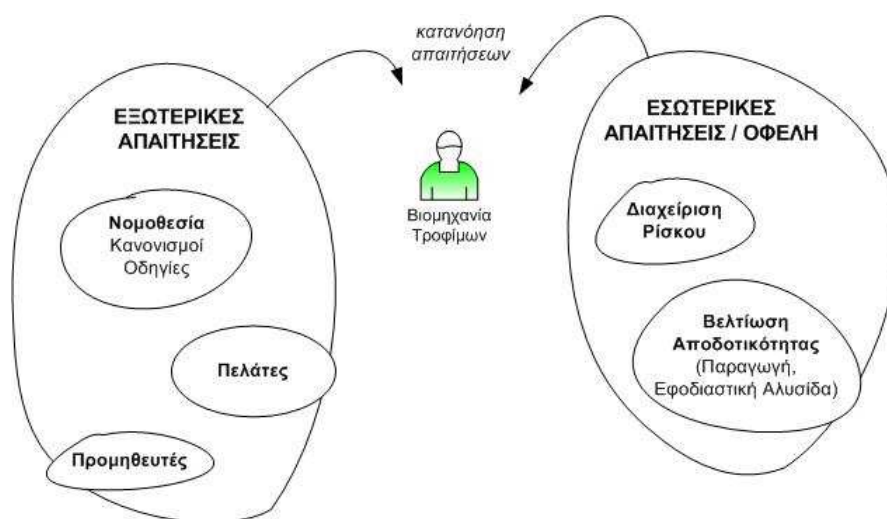 κατανόηση
απαιτήσεων
ΕΞΩΤΕΡΙΚΕΣ
ΑΠΑΙΤΗΣΕΙΣ
Νομοθεσία
Κανονισμοί
Οδηγίες
Πελάτες
Προμηθευτές
Βιομηχανία
Τροφίμων
ΕΣΩΤΕΡΙΚΕΣ
ΑΠΑΙΤΗΣΕΙΣ / ΟΦΕΛΗ
Διαχείριση
Ρίσκου
Βελτίωση
Αποδοτικότητας
(Παραγωγή,
Εφοδιαστική Αλυσίδα)